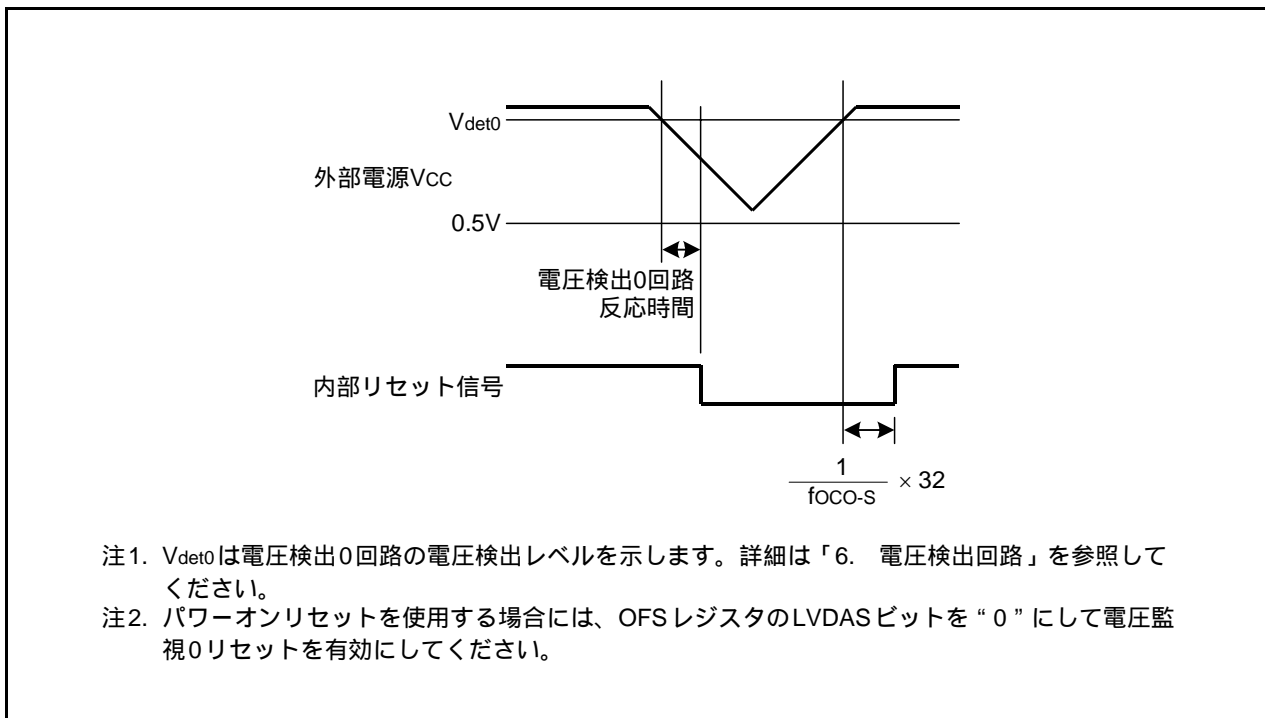 Vdet0
外部電源VCC
0.5V
電圧検出0回路
反応時間
内部リセット信号
1
fOCO-S
× 32
注1. Vdet0は電圧検出0回路の電圧検出レベルを示します。詳細は「6. 電圧検出回路」を参照して
ください。
注2. パワーオンリセットを使用する場合には、OFSレジスタのLVDASビットを“0”にして電圧監
視0リセットを有効にしてください。